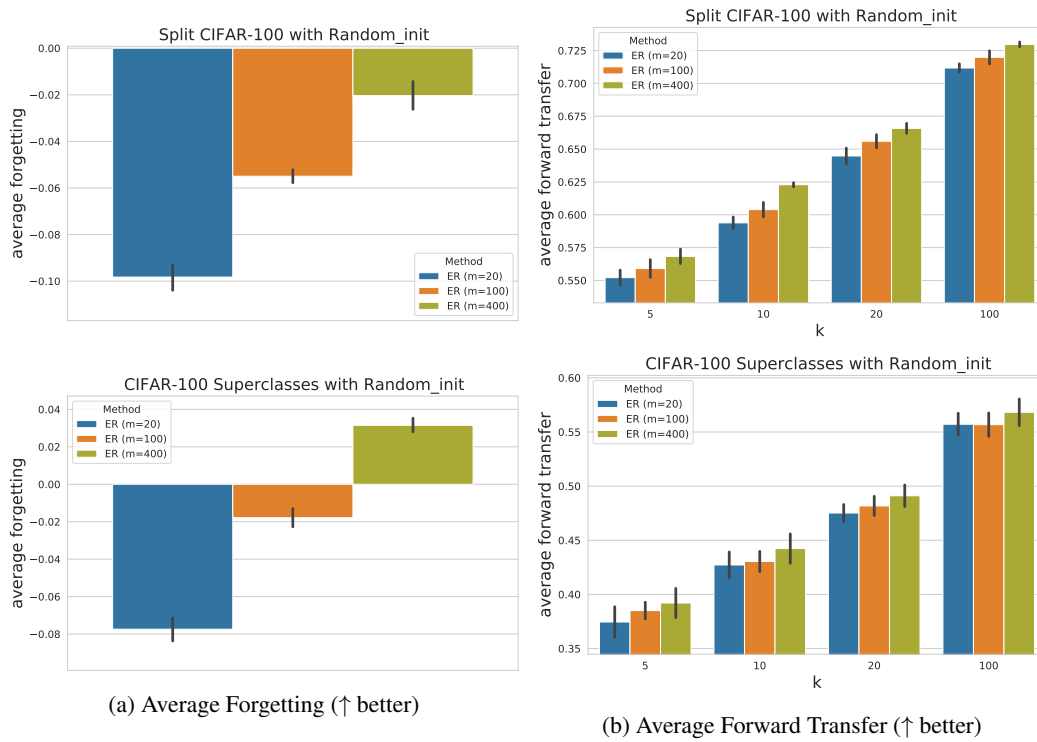 Split CIFAR-100 with Random_init
0.00
−0.02
−0.04
−0.06
−0.08
−0.10
average forgetting
Method
ER (m=20)
ER (m=100)
ER (m=400)
CIFAR-100 Superclasses with Random_init
0.04
0.02
0.00
−0.02
−0.04
−0.06
−0.08
average forgetting
Method
ER (m=20)
ER (m=100)
ER (m=400)
(a) Average Forgetting (↑ better)
Split CIFAR-100 with Random_init
0.725
0.700
0.675
0.650
0.625
0.600
0.575
0.550
average forward transfer
Method
ER (m=20)
ER (m=100)
ER (m=400)
5 10 20 100
k
CIFAR-100 Superclasses with Random_init
0.60
0.55
0.50
0.45
0.40
0.35
average forward transfer
Method
ER (m=20)
ER (m=100)
ER (m=400)
5 10 20 100
k
(b) Average Forward Transfer (↑ better)